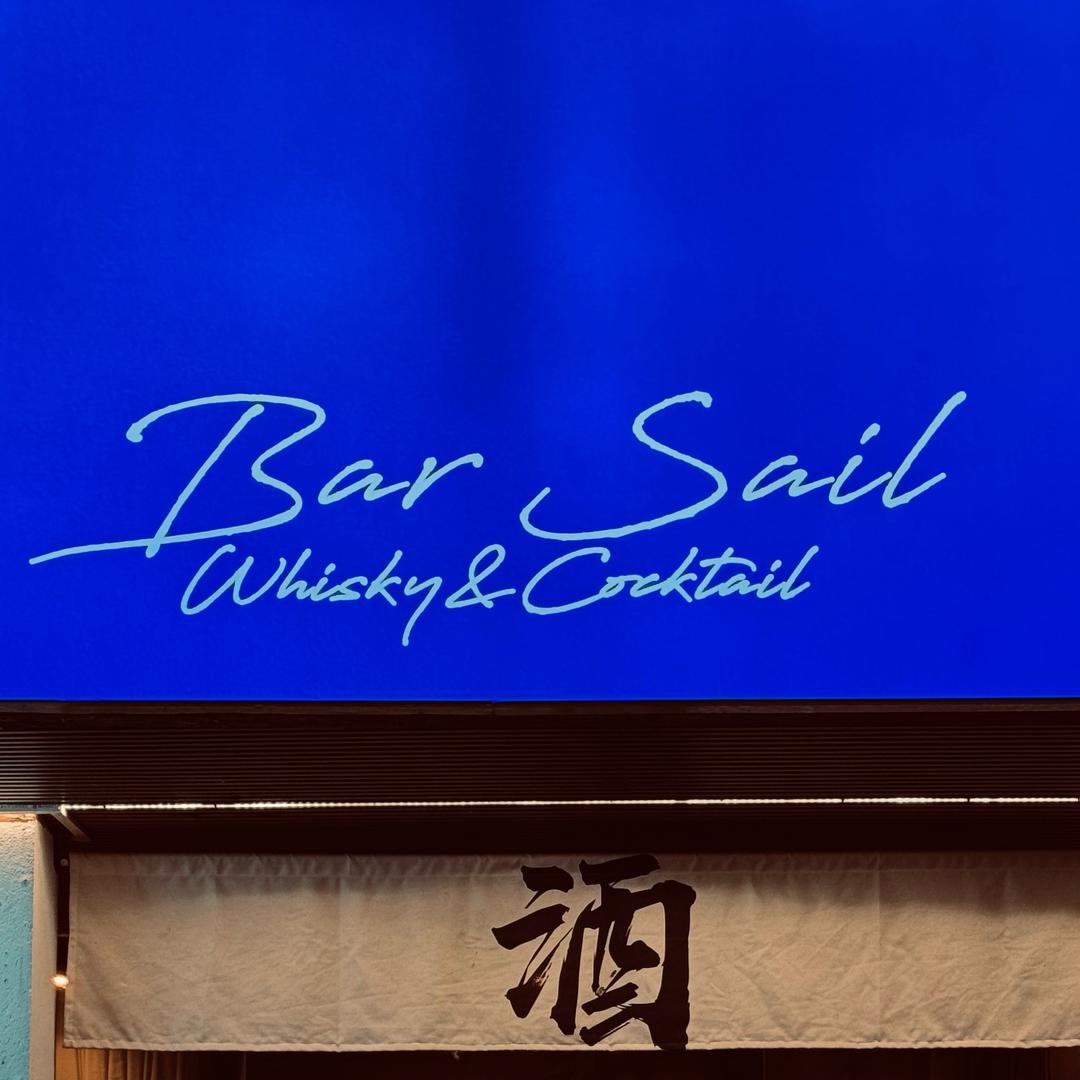 Bar Sail
Whisky & Cocktail
酒